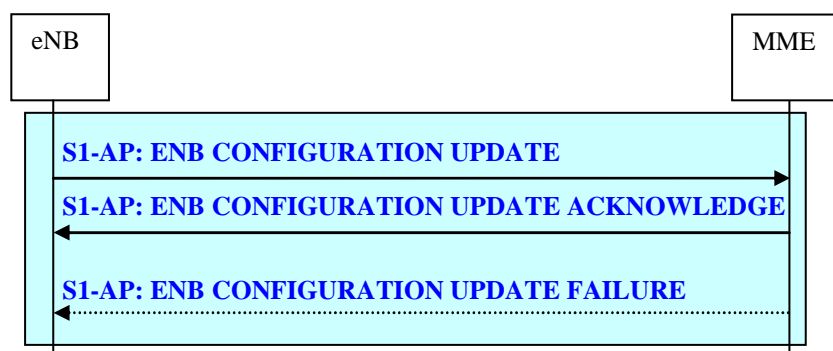 eNB
MME
S1-AP: ENB CONFIGURATION UPDATE
S1-AP: ENB CONFIGURATION UPDATE ACKNOWLEDGE
S1-AP: ENB CONFIGURATION UPDATE FAILURE